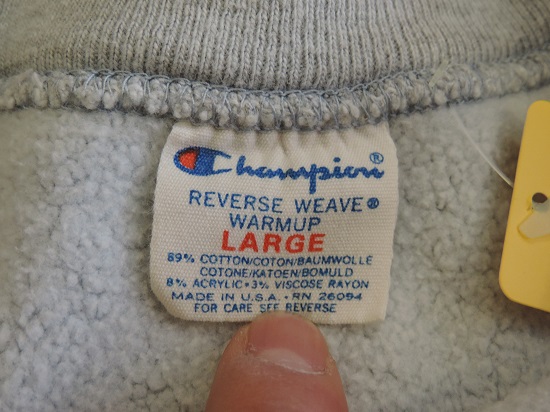 Champion®
REVERSE WEAVE®
WARMUP
LARGE
89% COTTON/COTON/BAUMWOLLE
COTONE/KATOEN/BOMULD
8% ACRYLIC•3% VISCOSE RAYON
MADE IN U.S.A.•RN 26094
FOR CARE SEE REVERSE